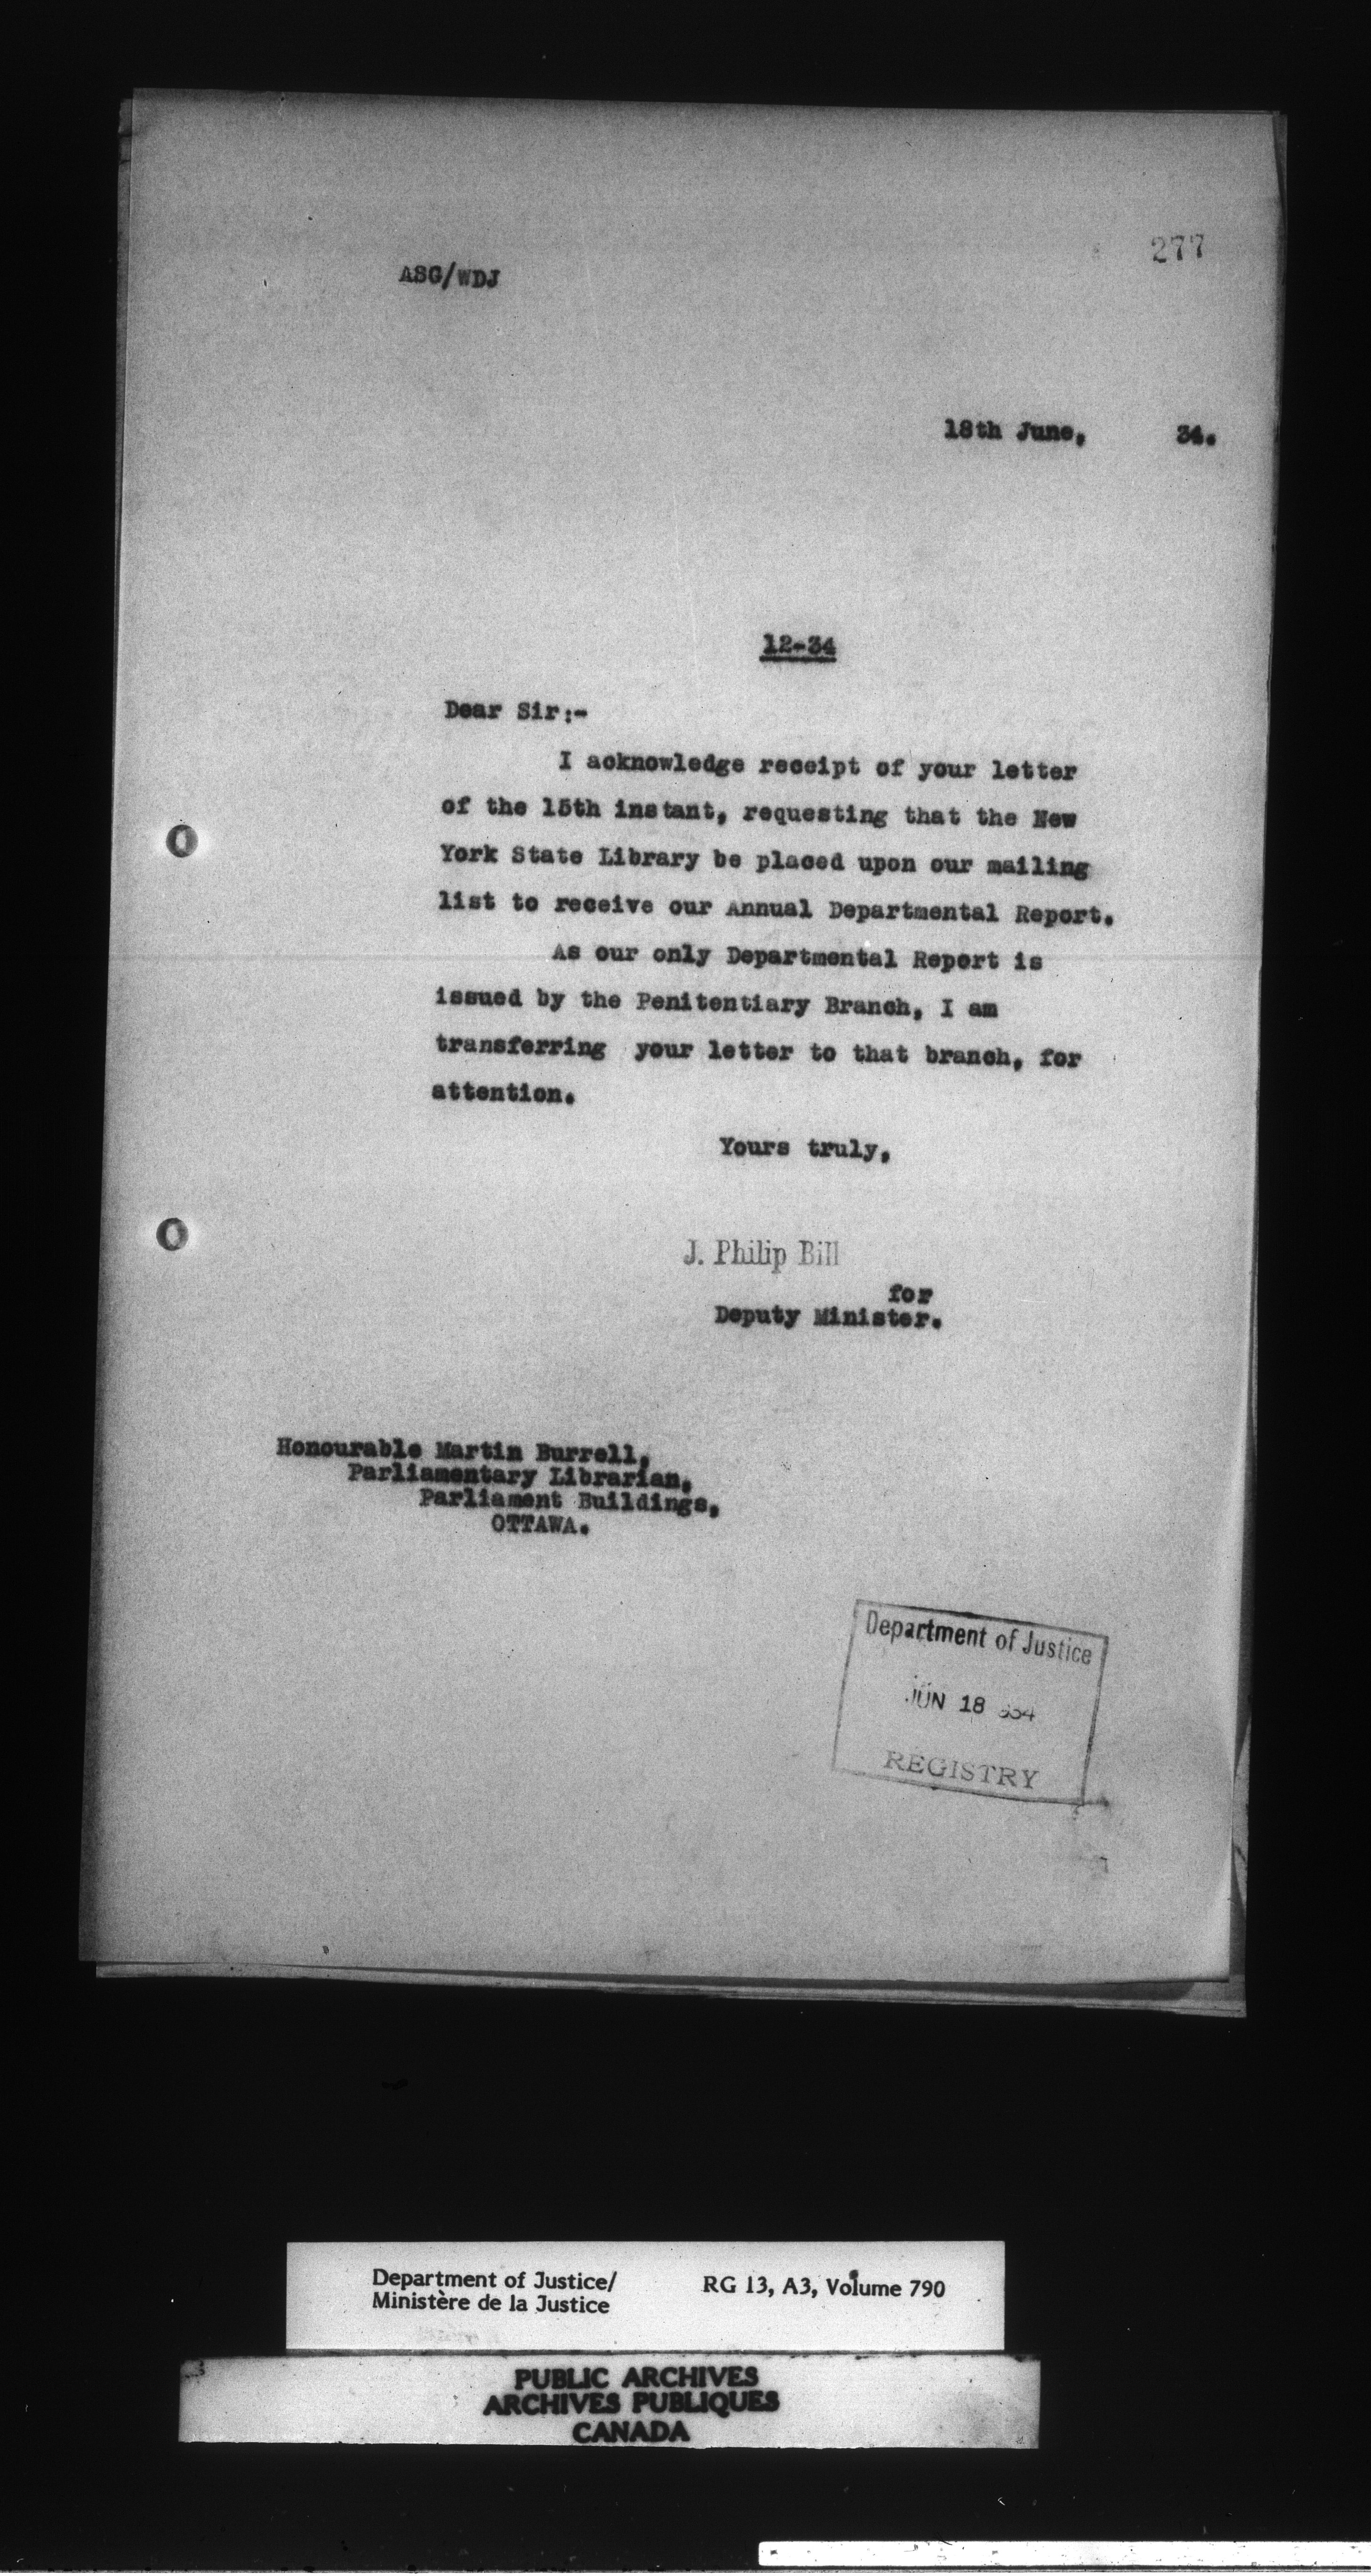 277
ASG/WDJ
18th June, 34.
12-34
Dear Sir:-
I acknowledge receipt of your letter
of the 15th instant, requesting that the New
York State Library be placed upon our mailing
list to receive our Annual Departmental Report.
As our only Departmental Report is
issued by the Penitentiary Branch, I am
transferring your letter to that branch, for
attention.
Yours truly,
J. Philip Bill
for
Deputy Minister.
Honourable Martin Burrell,
Parliamentary Librarian,
Parliament Buildings,
OTTAWA.
Department of Justice
JUN 18 934
REGISTRY
Department of Justice/
Ministère de la Justice
RG 13, A3, Volume 790
PUBLIC ARCHIVES
ARCHIVES PUBLIQUES
CANADA